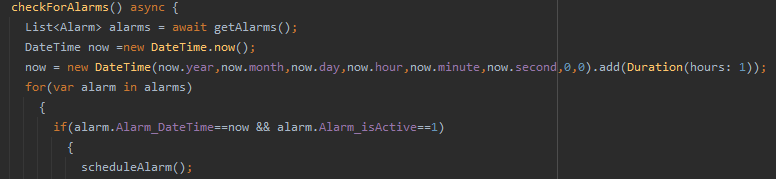 checkForAlarms() async {
List<Alarm> alarms = await getAlarms();
DateTime now =new DateTime.now();
now = new DateTime(now.year,now.month,now.day,now.hour,now.minute,now.second,0,0).add(Duration(hours: 1));
for(var alarm in alarms)
{
if(alarm.Alarm_DateTime==now && alarm.Alarm_isActive==1)
{
scheduleAlarm();